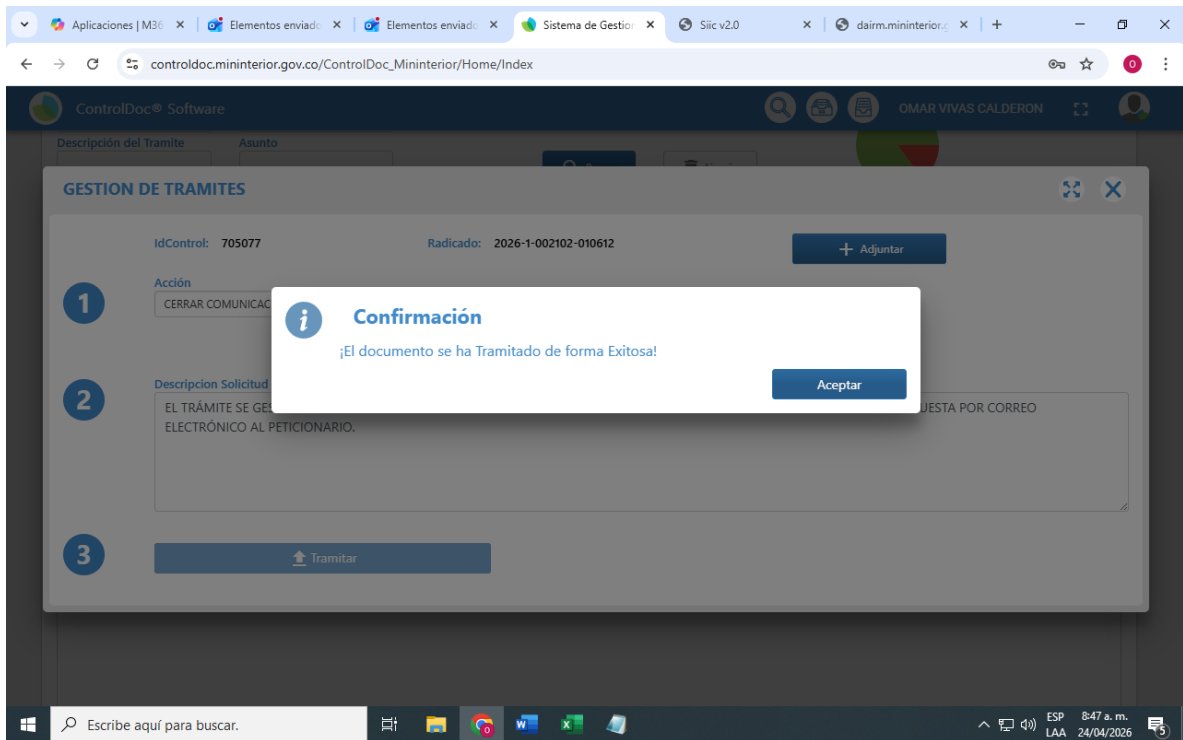 Aplicaciones | M36
Elementos enviado
Elementos enviado
Sistema de Gestion
Siic v2.0
dairm.mininterior.g
controldoc.mininterior.gov.co/ControlDoc_Mininterior/Home/Index
O
ControlDoc® Software
OMAR VIVAS CALDERON
Descripción del Tramite
Asunto
GESTION DE TRAMITES
IdControl: 705077
Radicado: 2026-1-002102-010612
+ Adjuntar
1
Acción
CERRAR COMUNICAC
Confirmación
¡El documento se ha Tramitado de forma Exitosa!
Aceptar
2
Descripcion Solicitud
EL TRÁMITE SE GES
UESTA POR CORREO
ELECTRÓNICO AL PETICIONARIO.
3
Tramitar
Escribe aquí para buscar.
ESP
LAA
8:47 a. m.
24/04/2026
5